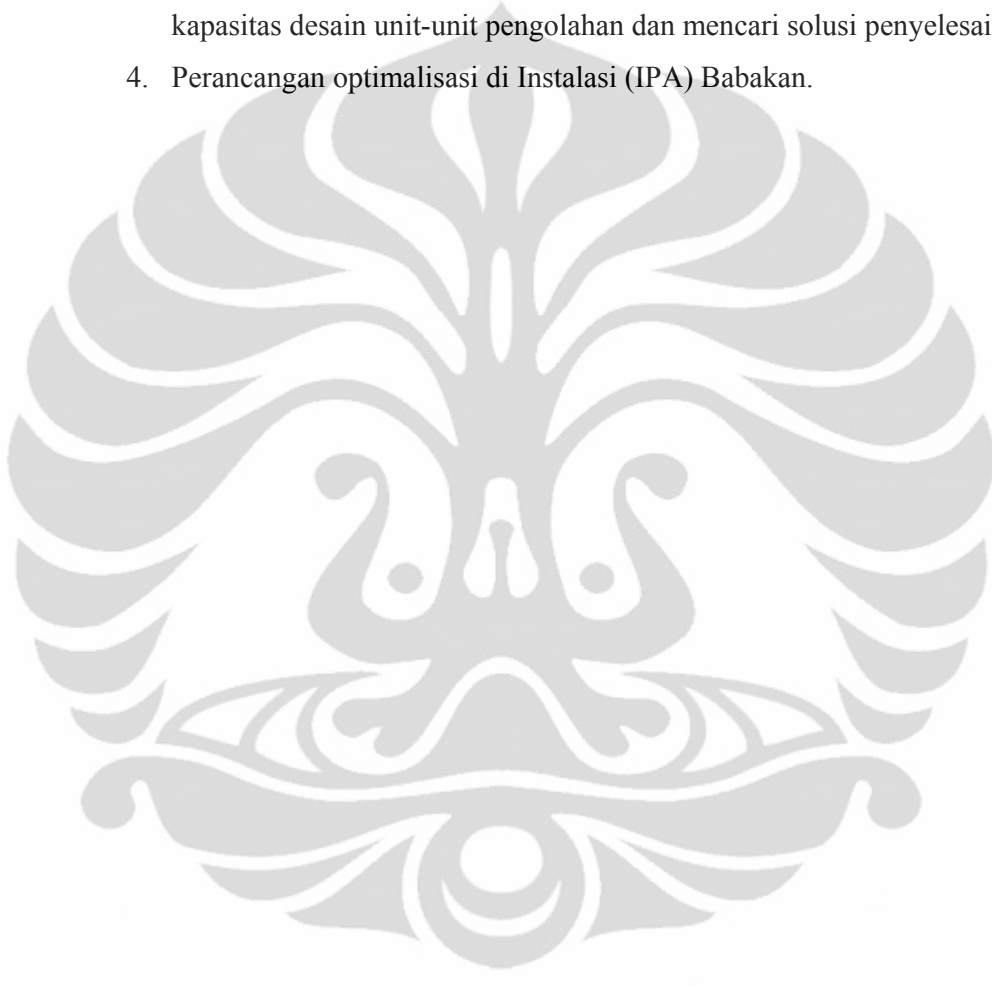 kapasitas desain unit-unit pengolahan dan mencari solusi penyelesai
4. Perancangan optimalisasi di Instalasi (IPA) Babakan.